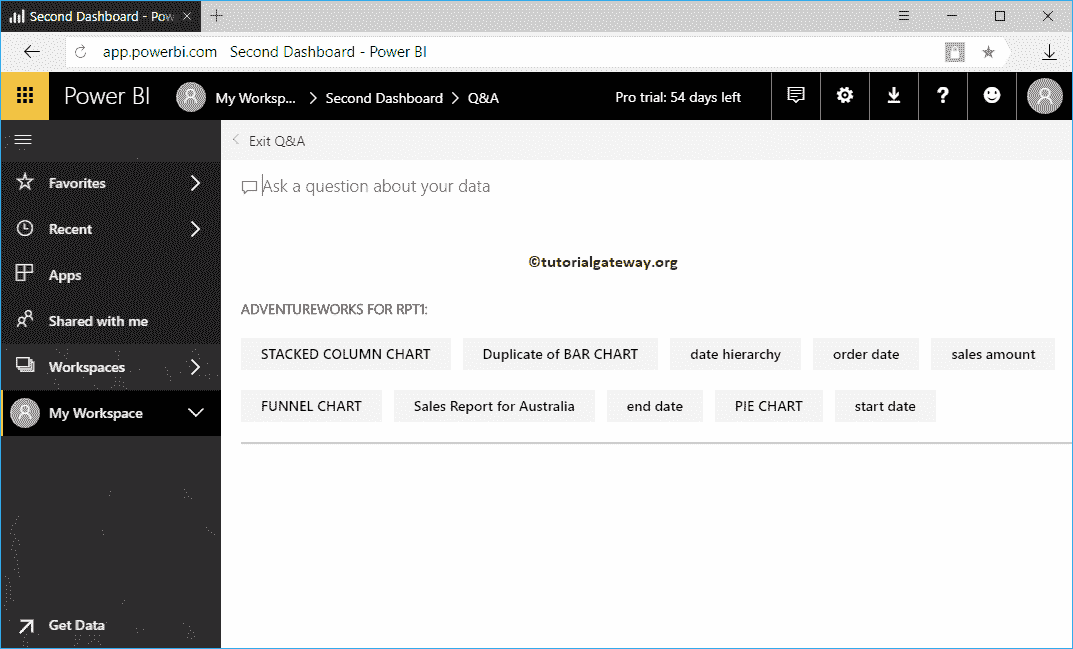 Second Dashboard - Pow
app.powerbi.com Second Dashboard - Power BI
Power BI My Worksp... Second Dashboard Q&A Pro trial: 54 days left
Exit Q&A
Favorites
Recent
Apps
Shared with me
Workspaces
My Workspace
Get Data
Ask a question about your data
©tutorialgateway.org
ADVENTUREWORKS FOR RPT1:
STACKED COLUMN CHART Duplicate of BAR CHART date hierarchy order date sales amount
FUNNEL CHART Sales Report for Australia end date PIE CHART start date